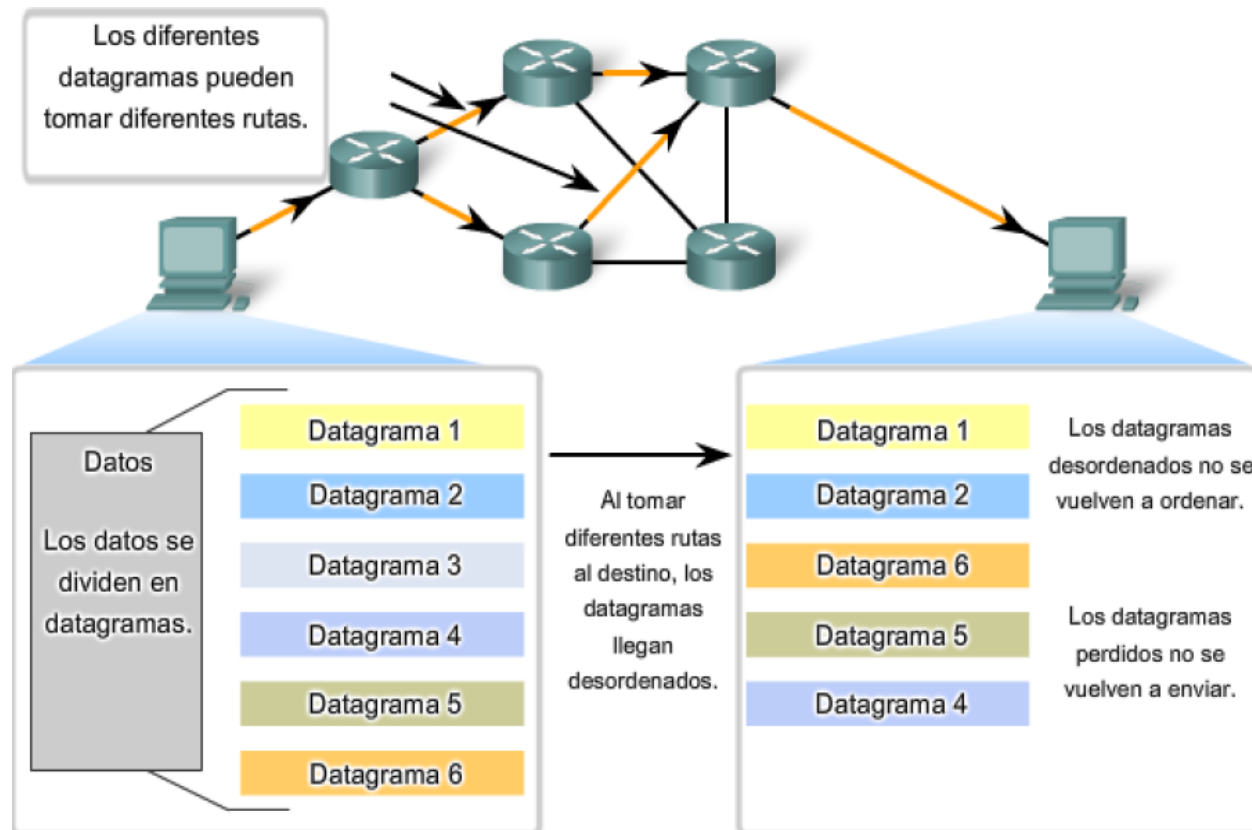 Los diferentes
datagramas pueden
tomar diferentes rutas.
Datos
Los datos se
dividen en
datagramas.
Datagrama 1
Datagrama 2
Datagrama 3
Datagrama 4
Datagrama 5
Datagrama 6
Al tomar
diferentes rutas
al destino, los
datagramas
llegan
desordenados.
Datagrama 1
Datagrama 2
Datagrama 6
Datagrama 5
Datagrama 4
Los datagramas
desordenados no se
vuelven a ordenar.
Los datagramas
perdidos no se
vuelven a enviar.